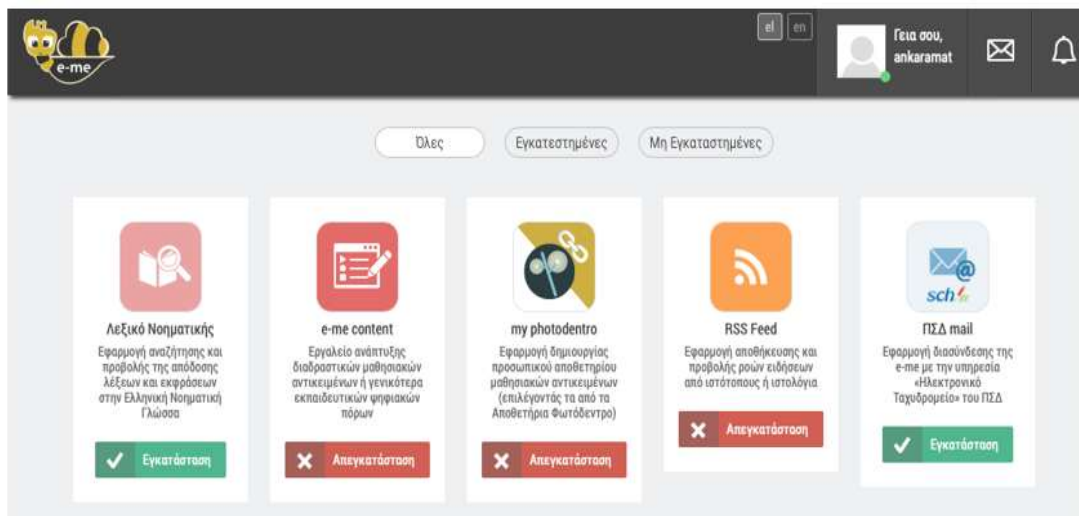 el en
Γεια σου,
ankaramat
e-me
Όλες
Εγκατεστημένες
Μη Εγκαταστημένες
Λεξικό Νοηματικής
Εφαρμογή αναζήτησης και
προβολής της απόδοσης
λέξεων και εκφράσεων
στην Ελληνική Νοηματική
Γλώσσα
Εγκατάσταση
e-me content
Εργαλείο ανάπτυξης
διαδραστικών μαθησιακών
αντικειμένων ή γενικότερα
εκπαιδευτικών ψηφιακών
πόρων
Απεγκατάσταση
my photodentro
Εφαρμογή δημιουργίας
προσωπικού αποθετηρίου
μαθησιακών αντικειμένων
(επιλέγοντάς τα από τα
Αποθετήρια Φωτόδεντρο)
Απεγκατάσταση
RSS Feed
Εφαρμογή αποθήκευσης και
προβολής ροών ειδήσεων
από ιστότοπους ή ιστολόγια
Απεγκατάσταση
sch
ΠΣΔ mail
Εφαρμογή διασύνδεσης της
e-me με την υπηρεσία
«Ηλεκτρονικό
Ταχυδρομείο» του ΠΣΔ
Εγκατάσταση